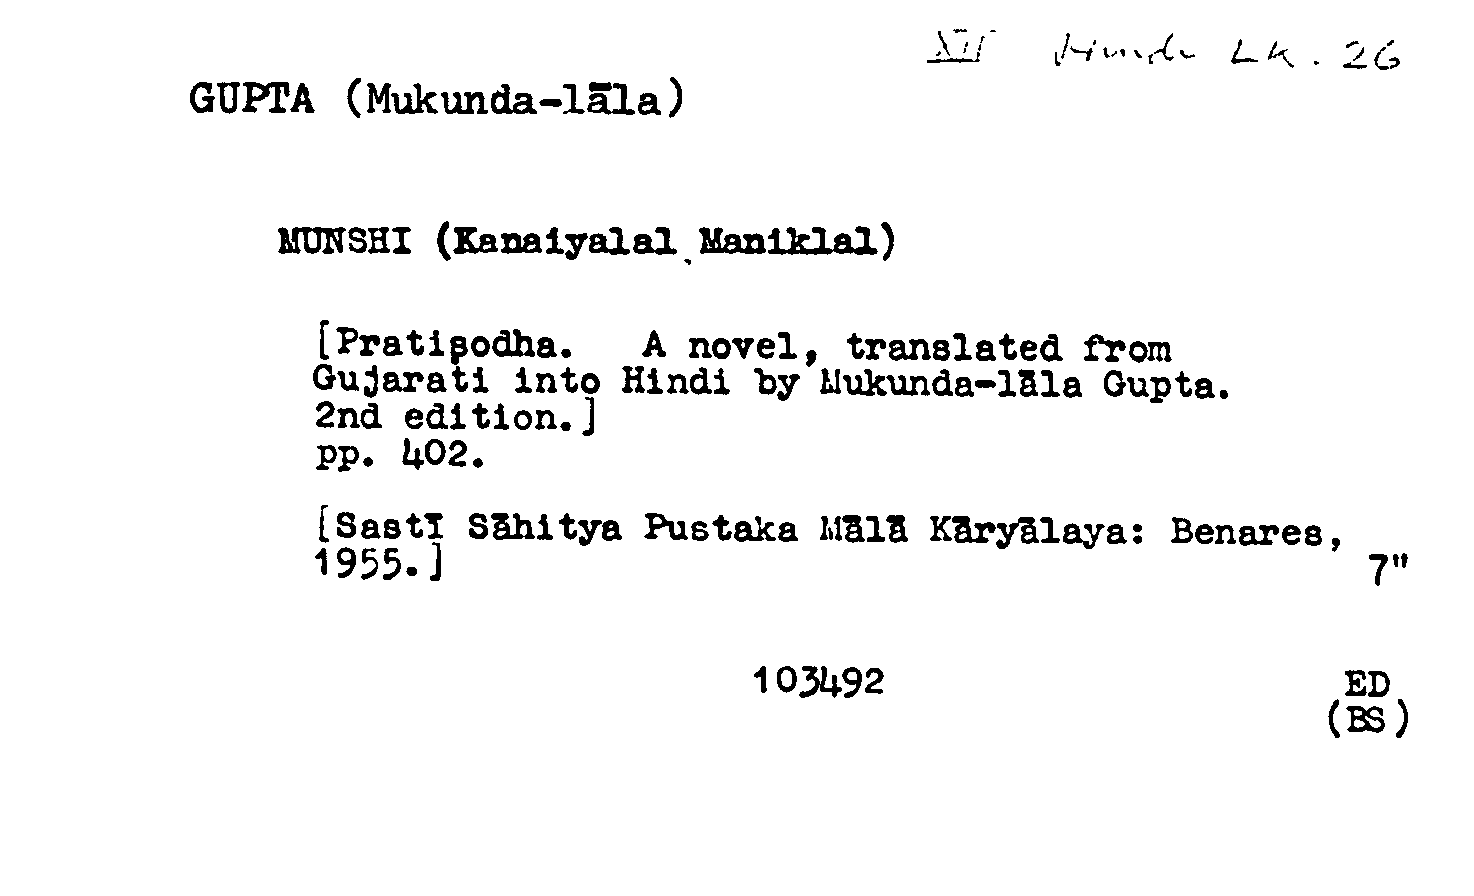 XII Hindi Lk. 26
GUPTA (Mukunda-lāla)
MUNSHI (Kanaiyalal Maniklal)
[Pratişodha. A novel, translated from
Gujarati into Hindi by Mukunda-lāla Gupta.
2nd edition.]
pp. 402.
[Sastī Sāhitya Pustaka Mālā Kāryālaya: Benares,
1955.]
7"
103492
ED
(BS)